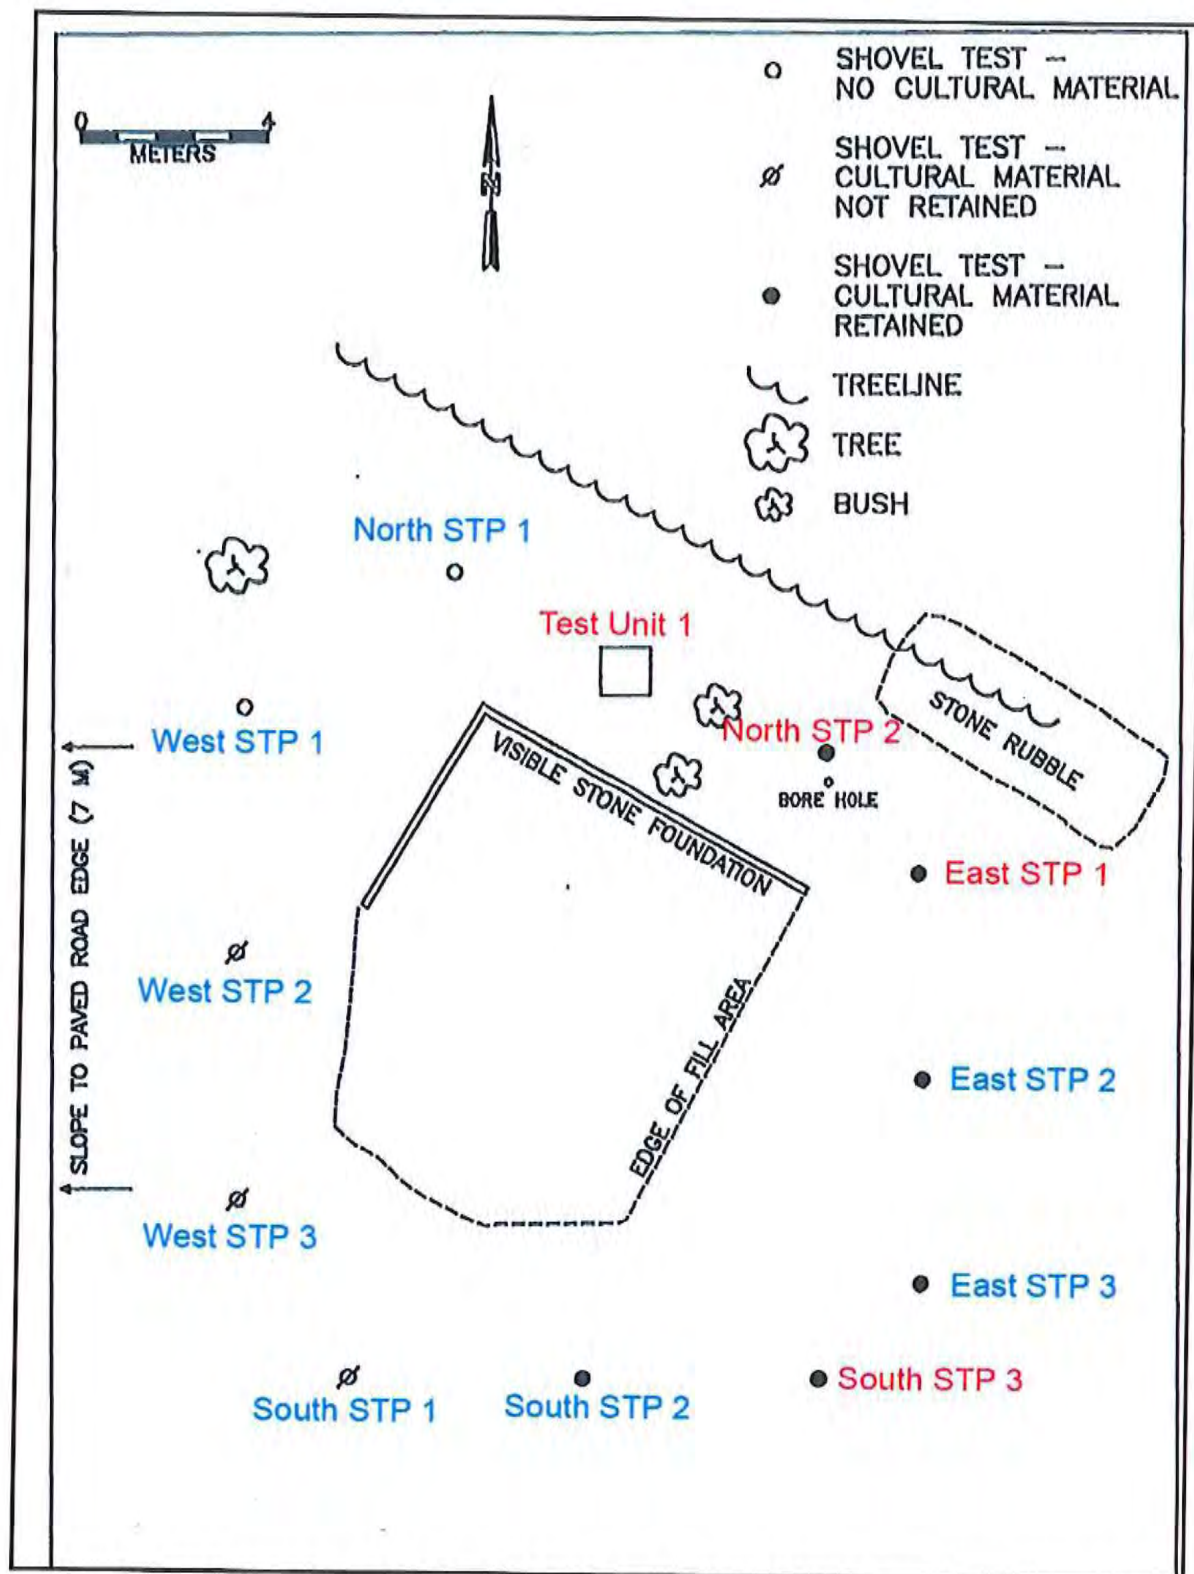 0 4
METERS
N
SHOVEL TEST –
NO CULTURAL MATERIAL
SHOVEL TEST –
CULTURAL MATERIAL
NOT RETAINED
SHOVEL TEST –
CULTURAL MATERIAL
RETAINED
TREELINE
TREE
BUSH
North STP 1
Test Unit 1
STONE RUBBLE
West STP 1
North STP 2
BORE HOLE
VISIBLE STONE FOUNDATION
East STP 1
SLOPE TO PAVED ROAD EDGE (7 M)
West STP 2
EDGE OF FILL AREA
East STP 2
West STP 3
East STP 3
South STP 1
South STP 2
South STP 3